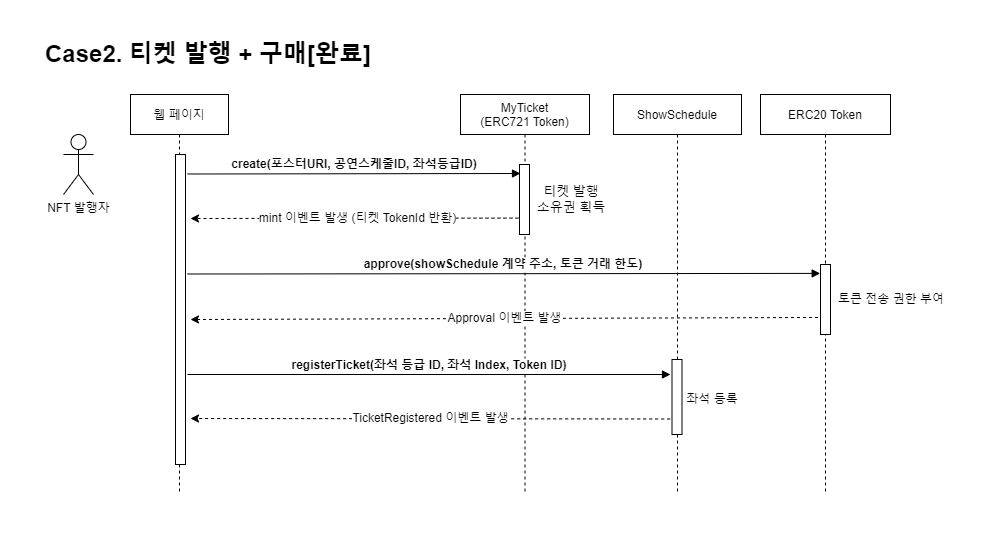 Case2. 티켓 발행 + 구매[완료]
웹 페이지
MyTicket
(ERC721 Token)
ShowSchedule
ERC20 Token
NFT 발행자
create(포스터URI, 공연스케줄ID, 좌석등급ID)
티켓 발행
소유권 획득
mint 이벤트 발생 (티켓 TokenId 반환)
approve(showSchedule 계약 주소, 토큰 거래 한도)
토큰 전송 권한 부여
Approval 이벤트 발생
registerTicket(좌석 등급 ID, 좌석 Index, Token ID)
좌석 등록
TicketRegistered 이벤트 발생